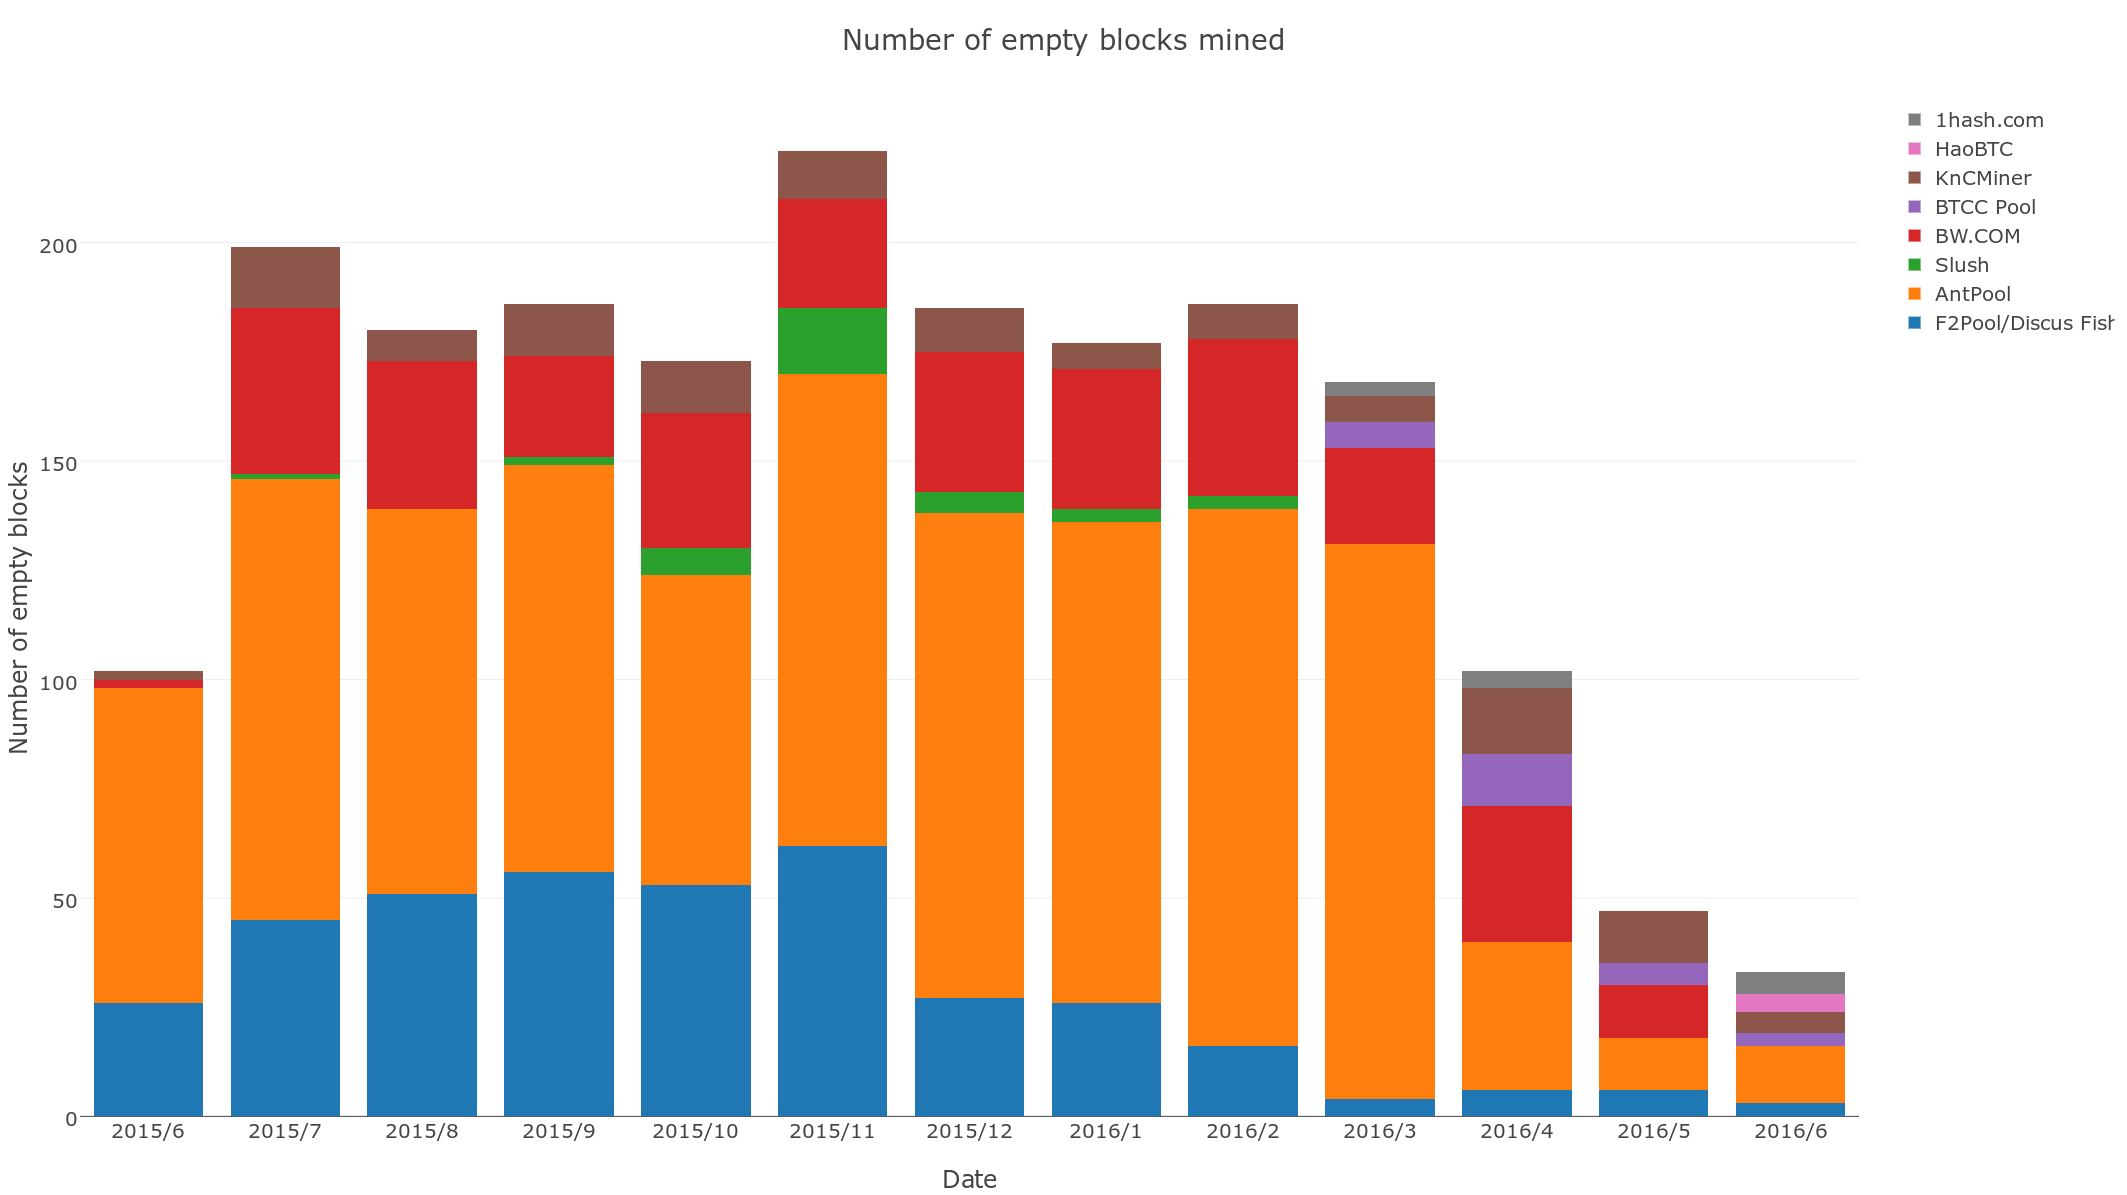 Number of empty blocks mined
1hash.com
HaoBTC
KnCMiner
BTCC Pool
BW.COM
Slush
AntPool
F2Pool/Discus Fish
200
150
100
50
0
Number of empty blocks
2015/6 2015/7 2015/8 2015/9 2015/10 2015/11 2015/12 2016/1 2016/2 2016/3 2016/4 2016/5 2016/6
Date